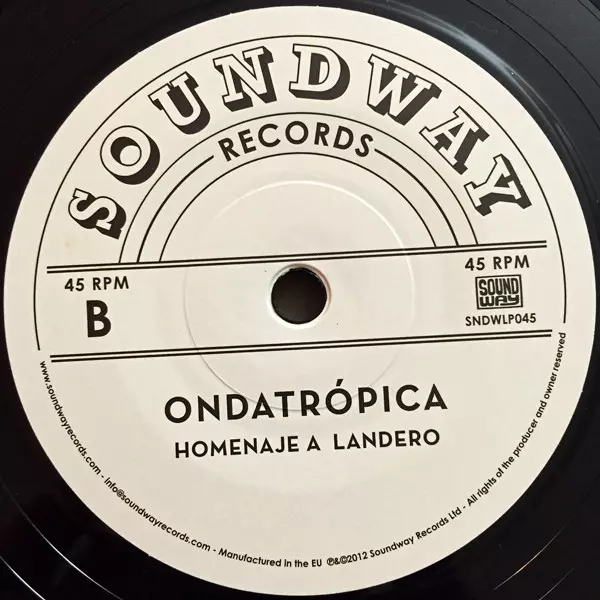 SOUNDWAY
RECORDS
45 RPM
B
45 RPM
SOUND
WAY
SNDWLP045
ONDATRÓPICA
HOMENAJE A LANDERO
www.soundwayrecords.com - info@soundwayrecords.com - Manufactured in the EU ℗&©2012 Soundway Records Ltd - All rights of the producer and owner reserved